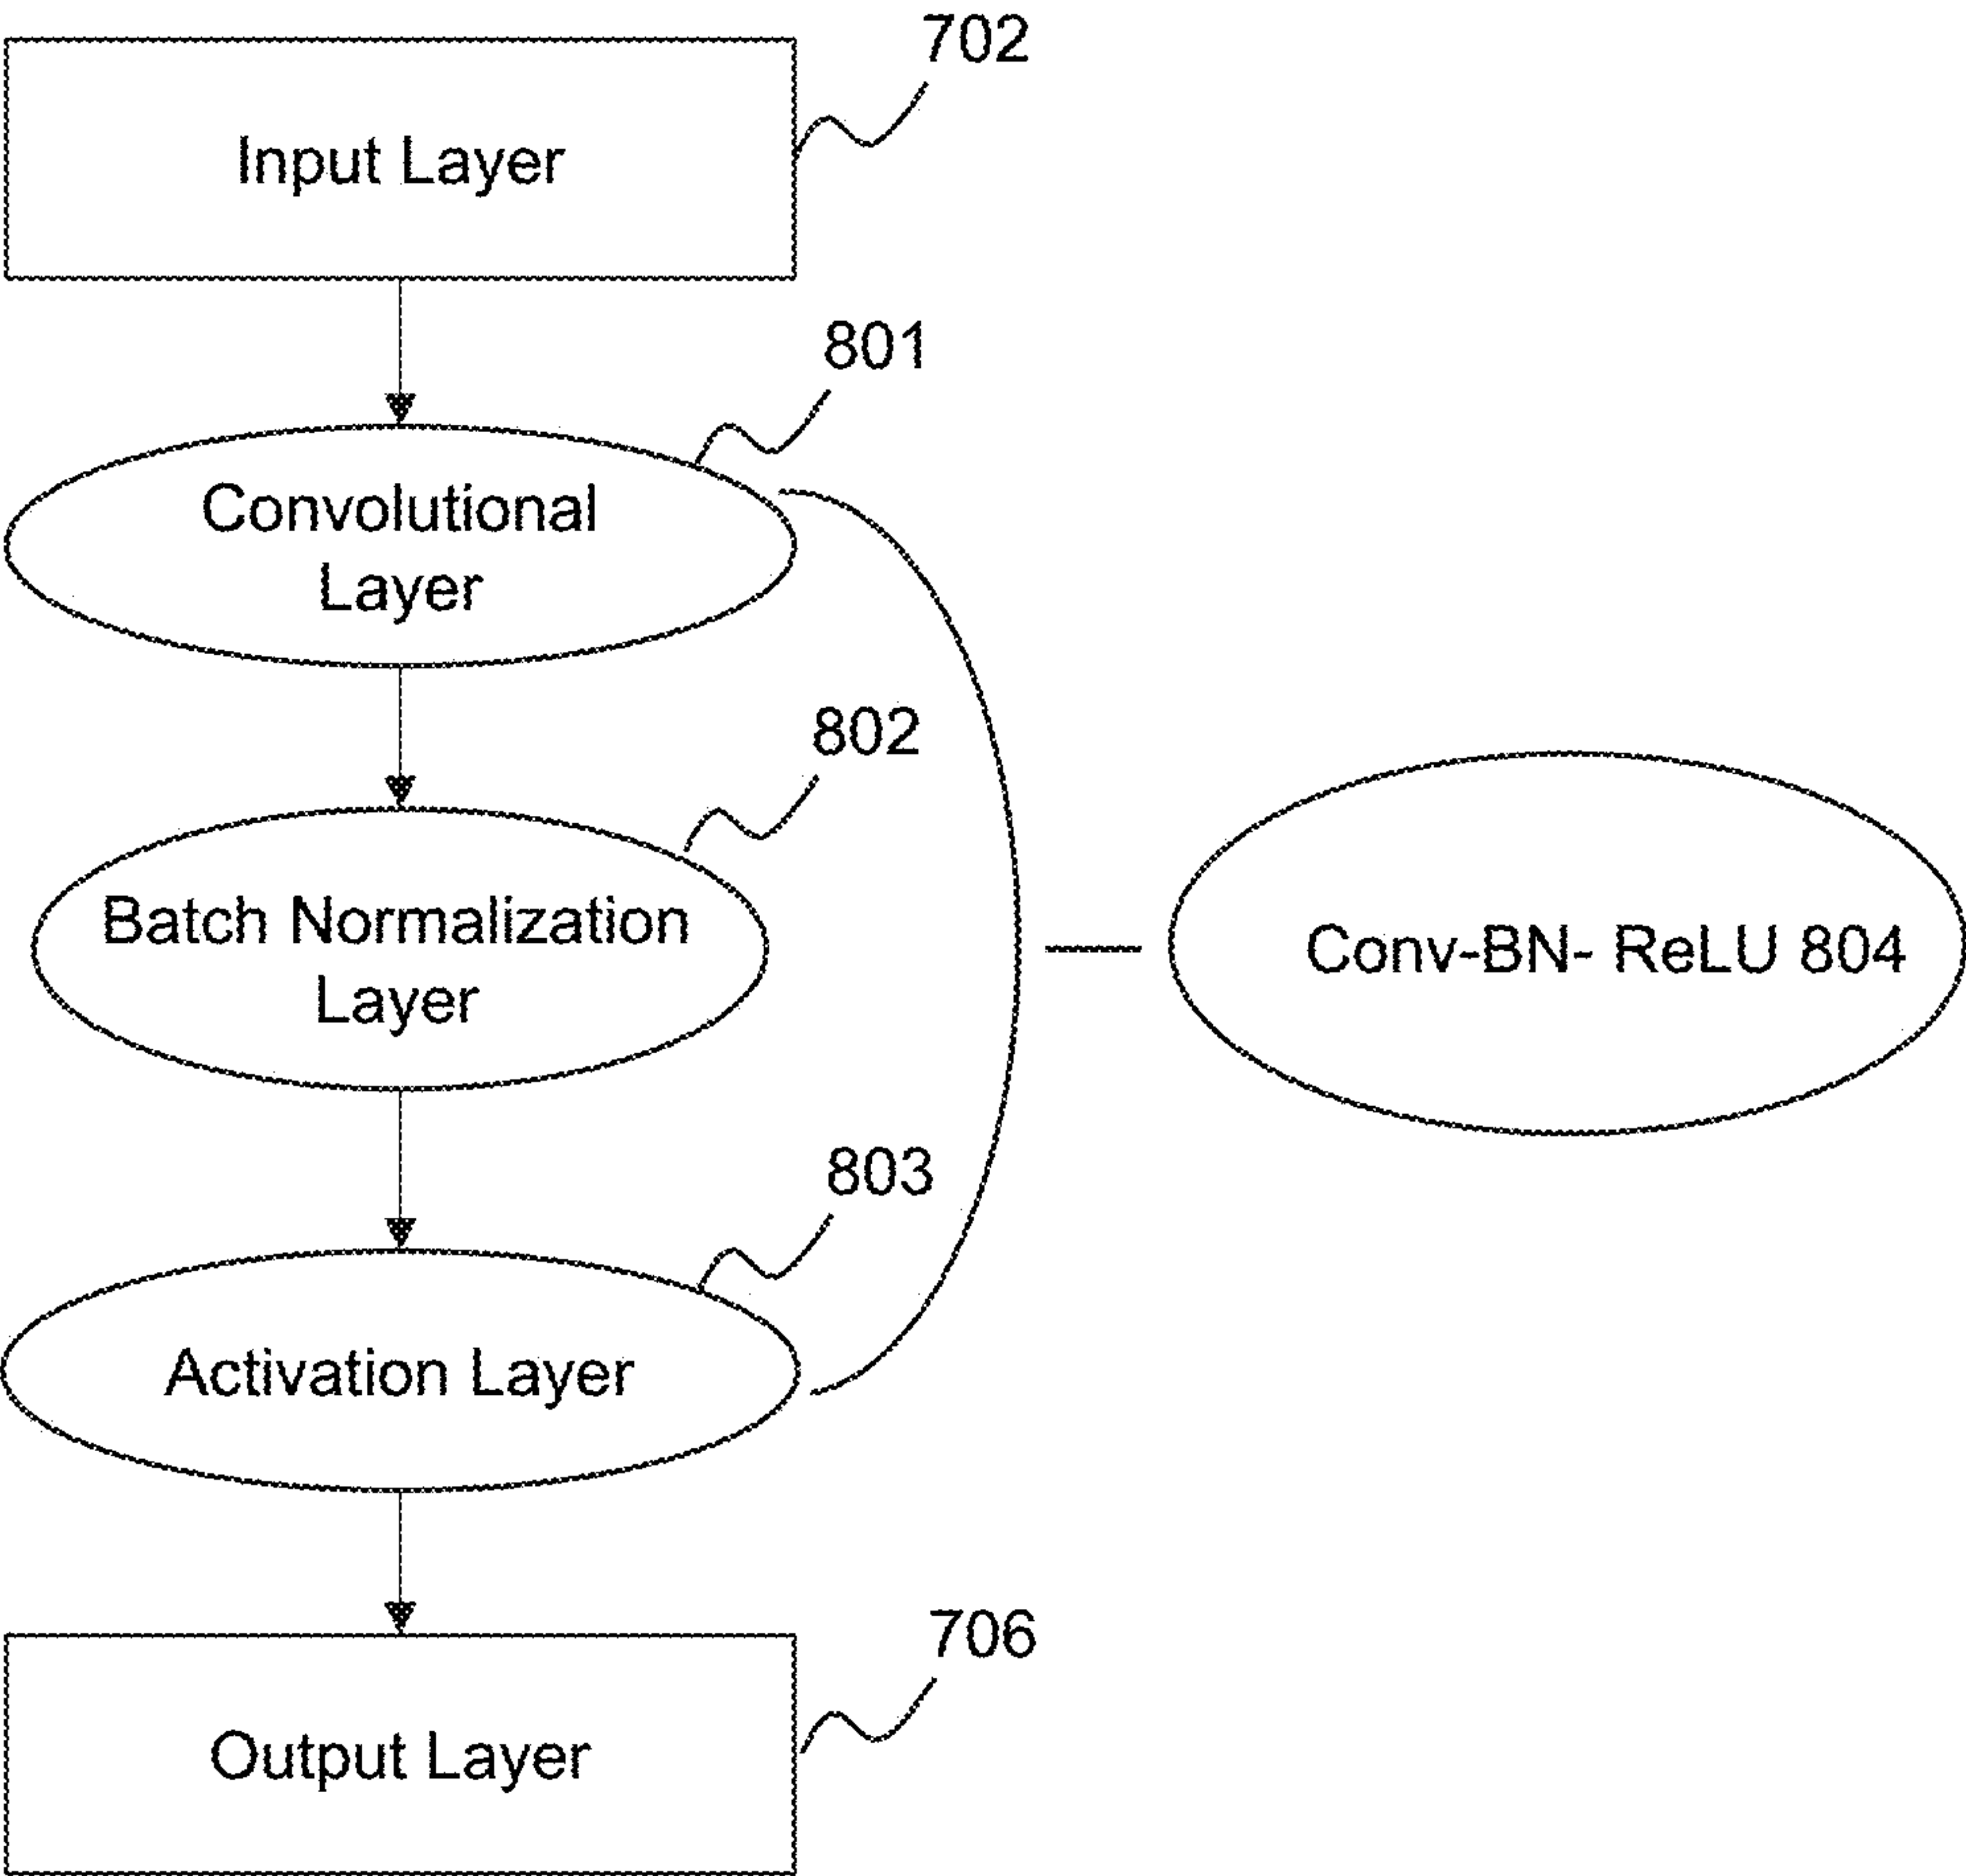 702
Input Layer
801
Convolutional
Layer
802
Batch Normalization
Layer
Conv-BN- ReLU 804
803
Activation Layer
706
Output Layer